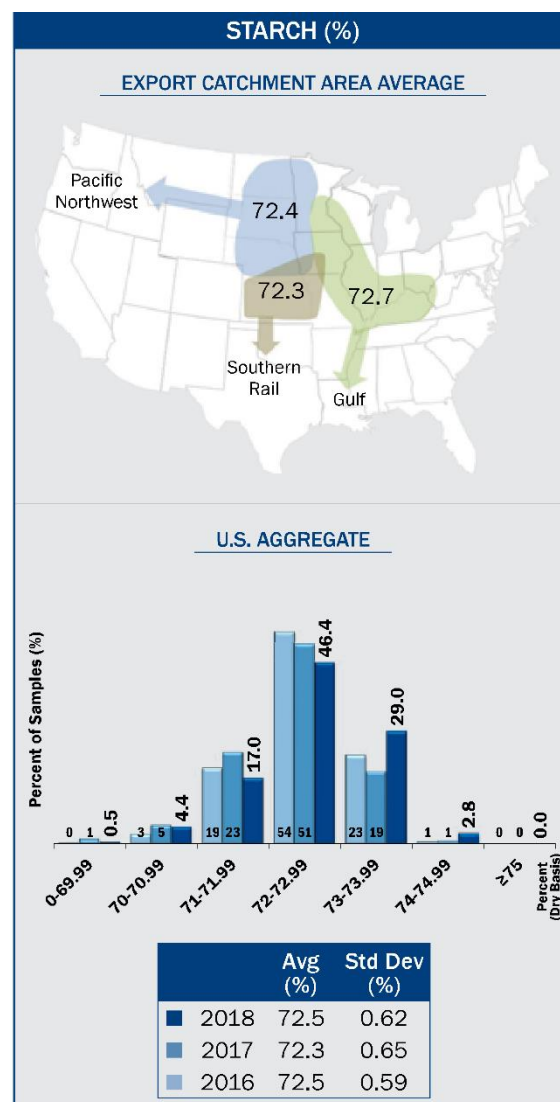 STARCH (%)
EXPORT CATCHMENT AREA AVERAGE
Pacific
Northwest
72.4
72.3
72.7
Southern
Rail
Gulf
U.S. AGGREGATE
Percent of Samples (%)
0 1 0.5
3 5 4.4
19 23 17.0
54 51 46.4
23 19 29.0
1 1 2.8
0 0 0.0
0-69.99
70-70.99
71-71.99
72-72.99
73-73.99
74-74.99
≥75
Percent
(Dry Basis)
Avg Std Dev
(%) (%)
2018 72.5 0.62
2017 72.3 0.65
2016 72.5 0.59